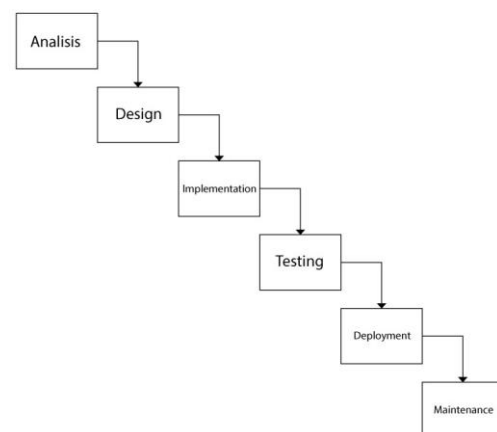 Analisis
Design
Implementation
Testing
Deployment
Maintenance